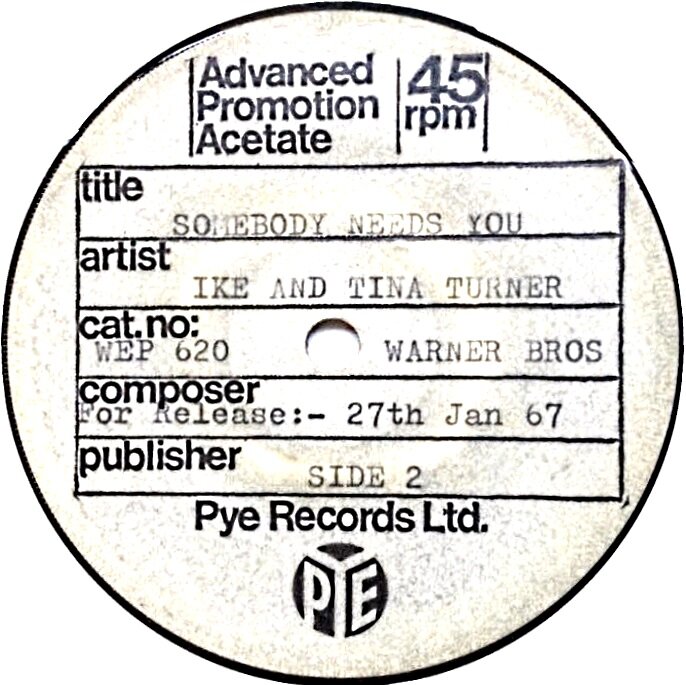 Advanced
Promotion
Acetate
45
rpm
title
SOMEBODY NEEDS YOU
artist
IKE AND TINA TURNER
cat.no:
WEP 620 WARNER BROS
composer
For Release:- 27th Jan 67
publisher
SIDE 2
Pye Records Ltd.
PYE